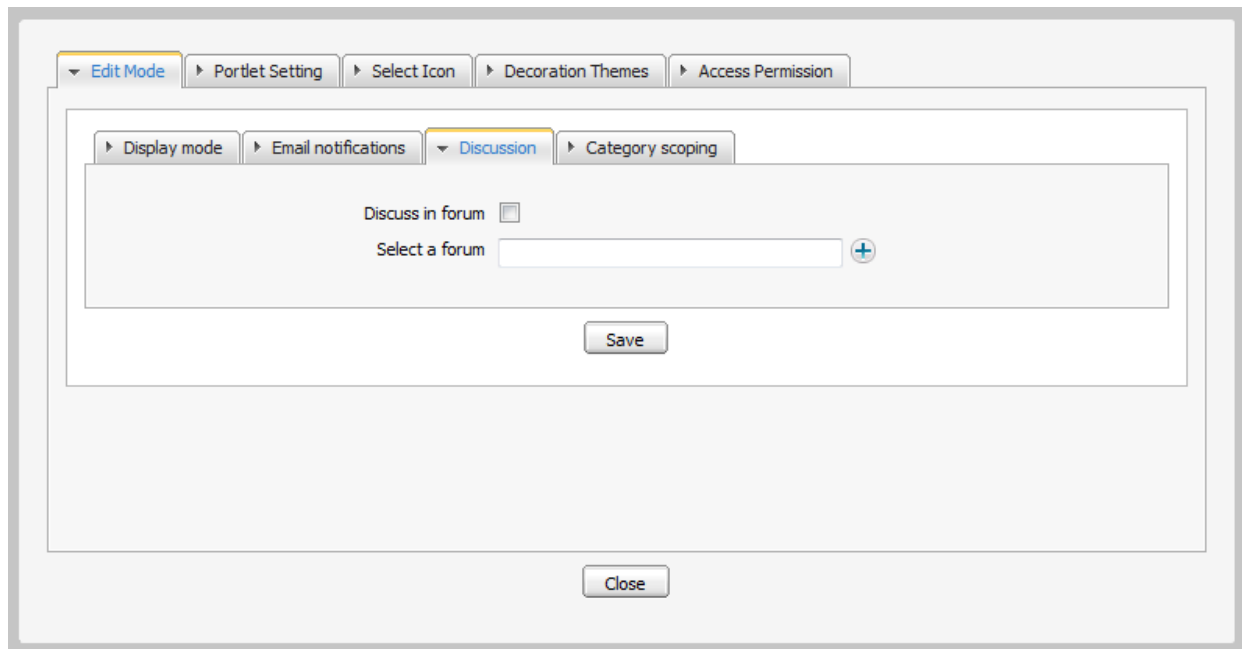 Edit Mode Portlet Setting Select Icon Decoration Themes Access Permission
Display mode Email notifications Discussion Category scoping
Discuss in forum
Select a forum
Save
Close